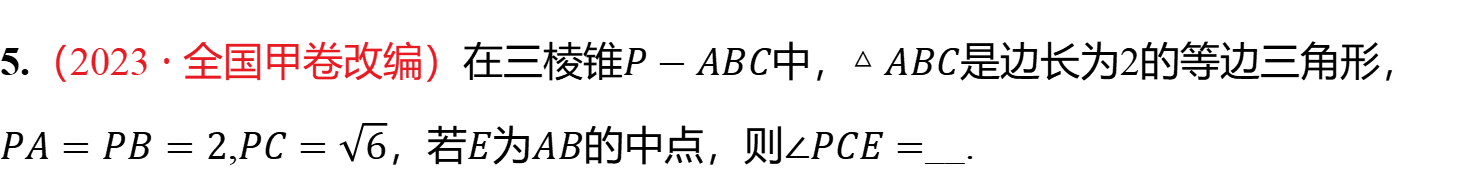 5.（2023·全国甲卷改编）在三棱锥P − ABC中，△ ABC是边长为2的等边三角形，
PA = PB = 2,PC = √6，若E为AB的中点，则∠PCE =__.